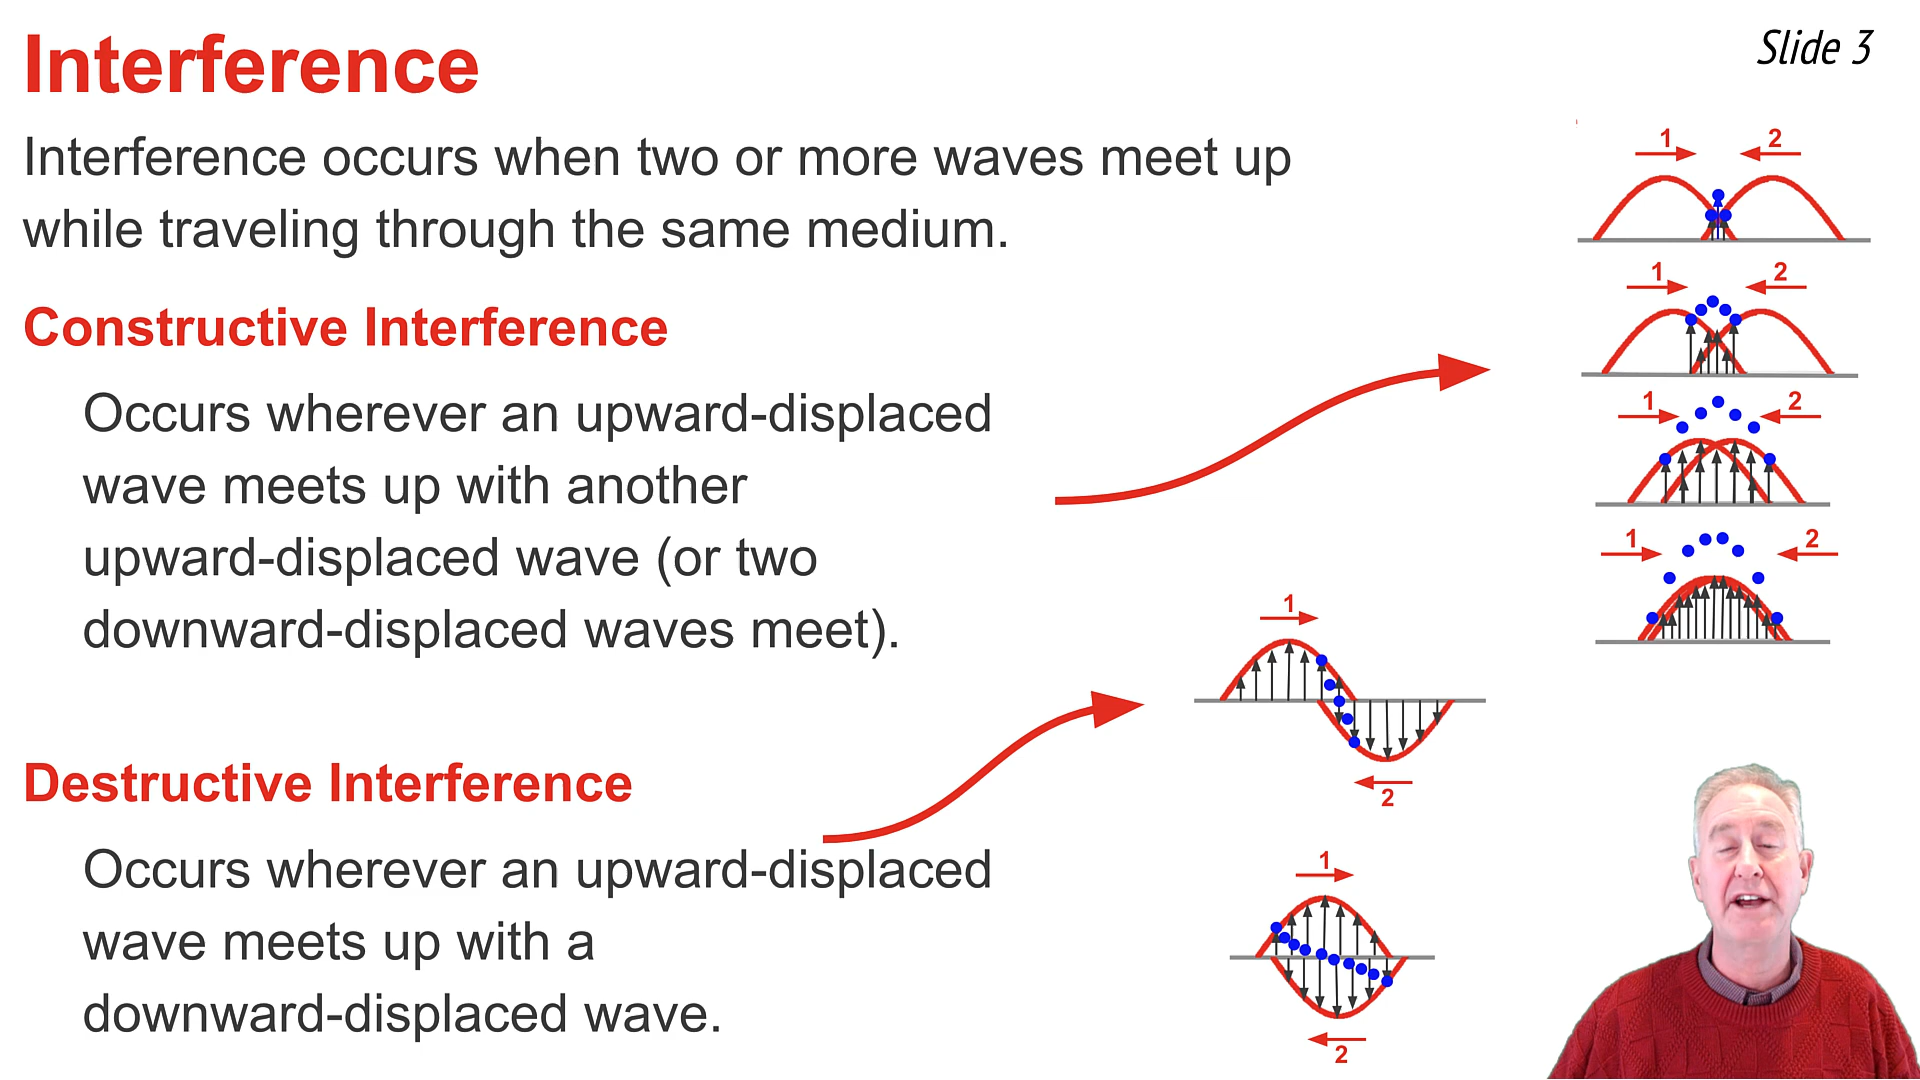 Interference
Slide 3
Interference occurs when two or more waves meet up
while traveling through the same medium.
1 2
1 2
Constructive Interference
Occurs wherever an upward-displaced
wave meets up with another
upward-displaced wave (or two
downward-displaced waves meet).
1 2
1 2
1
2
Destructive Interference
Occurs wherever an upward-displaced
wave meets up with a
downward-displaced wave.
1
2